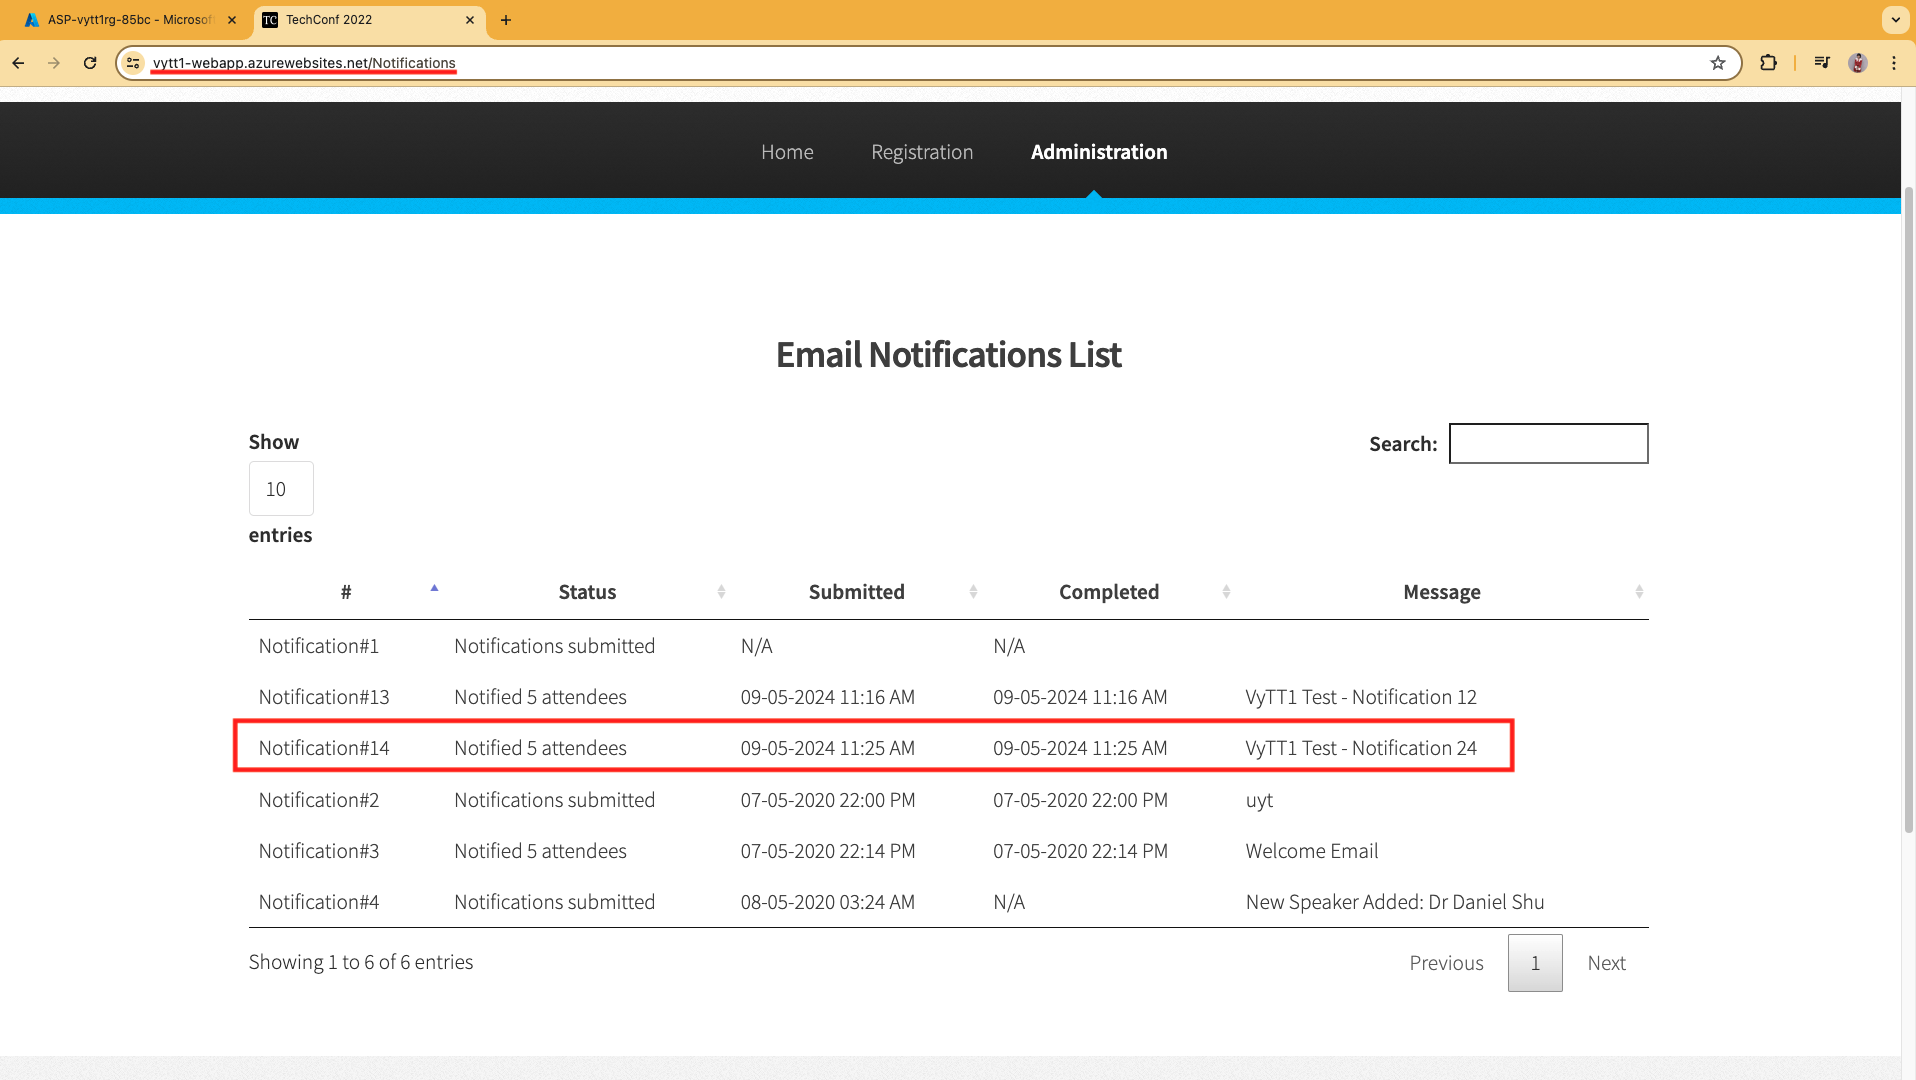 ASP-vytt1rg-85bc - Microsof
TechConf 2022
vytt1-webapp.azurewebsites.net/Notifications
Home Registration Administration
Email Notifications List
Show
10
entries
Search:
# Status Submitted Completed Message
Notification#1 Notifications submitted N/A N/A
Notification#13 Notified 5 attendees 09-05-2024 11:16 AM 09-05-2024 11:16 AM VyTT1 Test - Notification 12
Notification#14 Notified 5 attendees 09-05-2024 11:25 AM 09-05-2024 11:25 AM VyTT1 Test - Notification 24
Notification#2 Notifications submitted 07-05-2020 22:00 PM 07-05-2020 22:00 PM uyt
Notification#3 Notified 5 attendees 07-05-2020 22:14 PM 07-05-2020 22:14 PM Welcome Email
Notification#4 Notifications submitted 08-05-2020 03:24 AM N/A New Speaker Added: Dr Daniel Shu
Showing 1 to 6 of 6 entries
Previous 1 Next